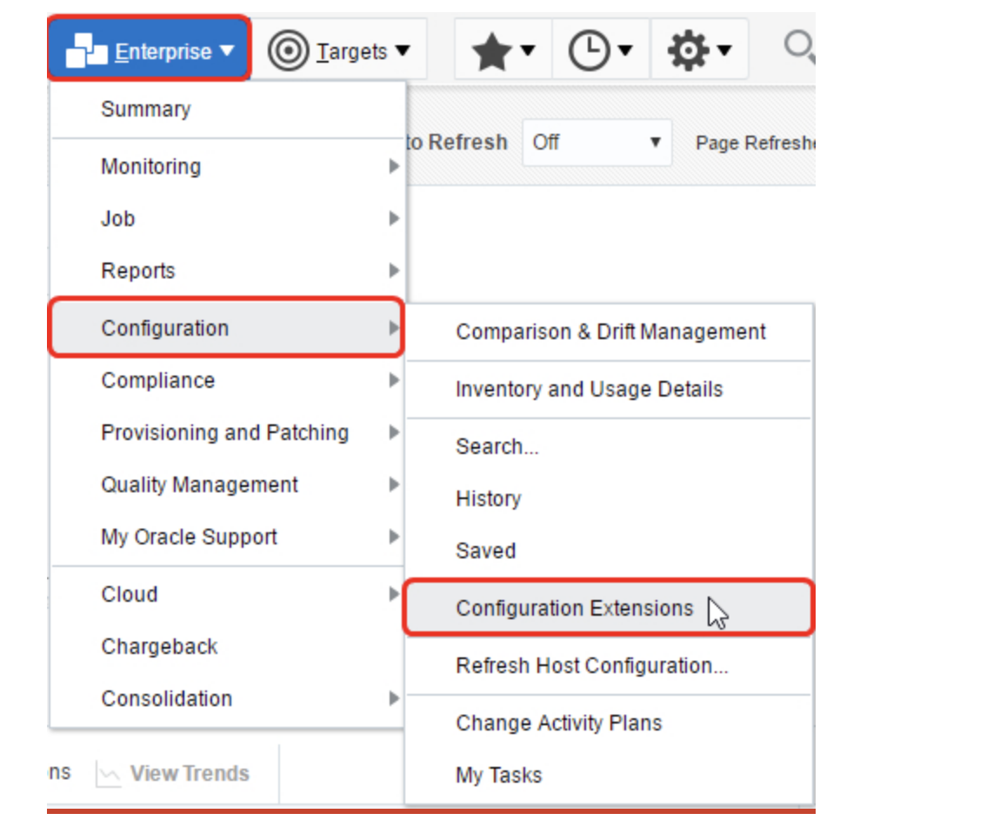 Enterprise ▼ Targets ▼
Summary
to Refresh Off ▼ Page Refreshe
Monitoring
Job
Reports
Configuration
Comparison & Drift Management
Compliance
Inventory and Usage Details
Provisioning and Patching
Search...
Quality Management
History
My Oracle Support
Saved
Cloud
Configuration Extensions
Chargeback
Refresh Host Configuration...
Consolidation
Change Activity Plans
ns View Trends
My Tasks